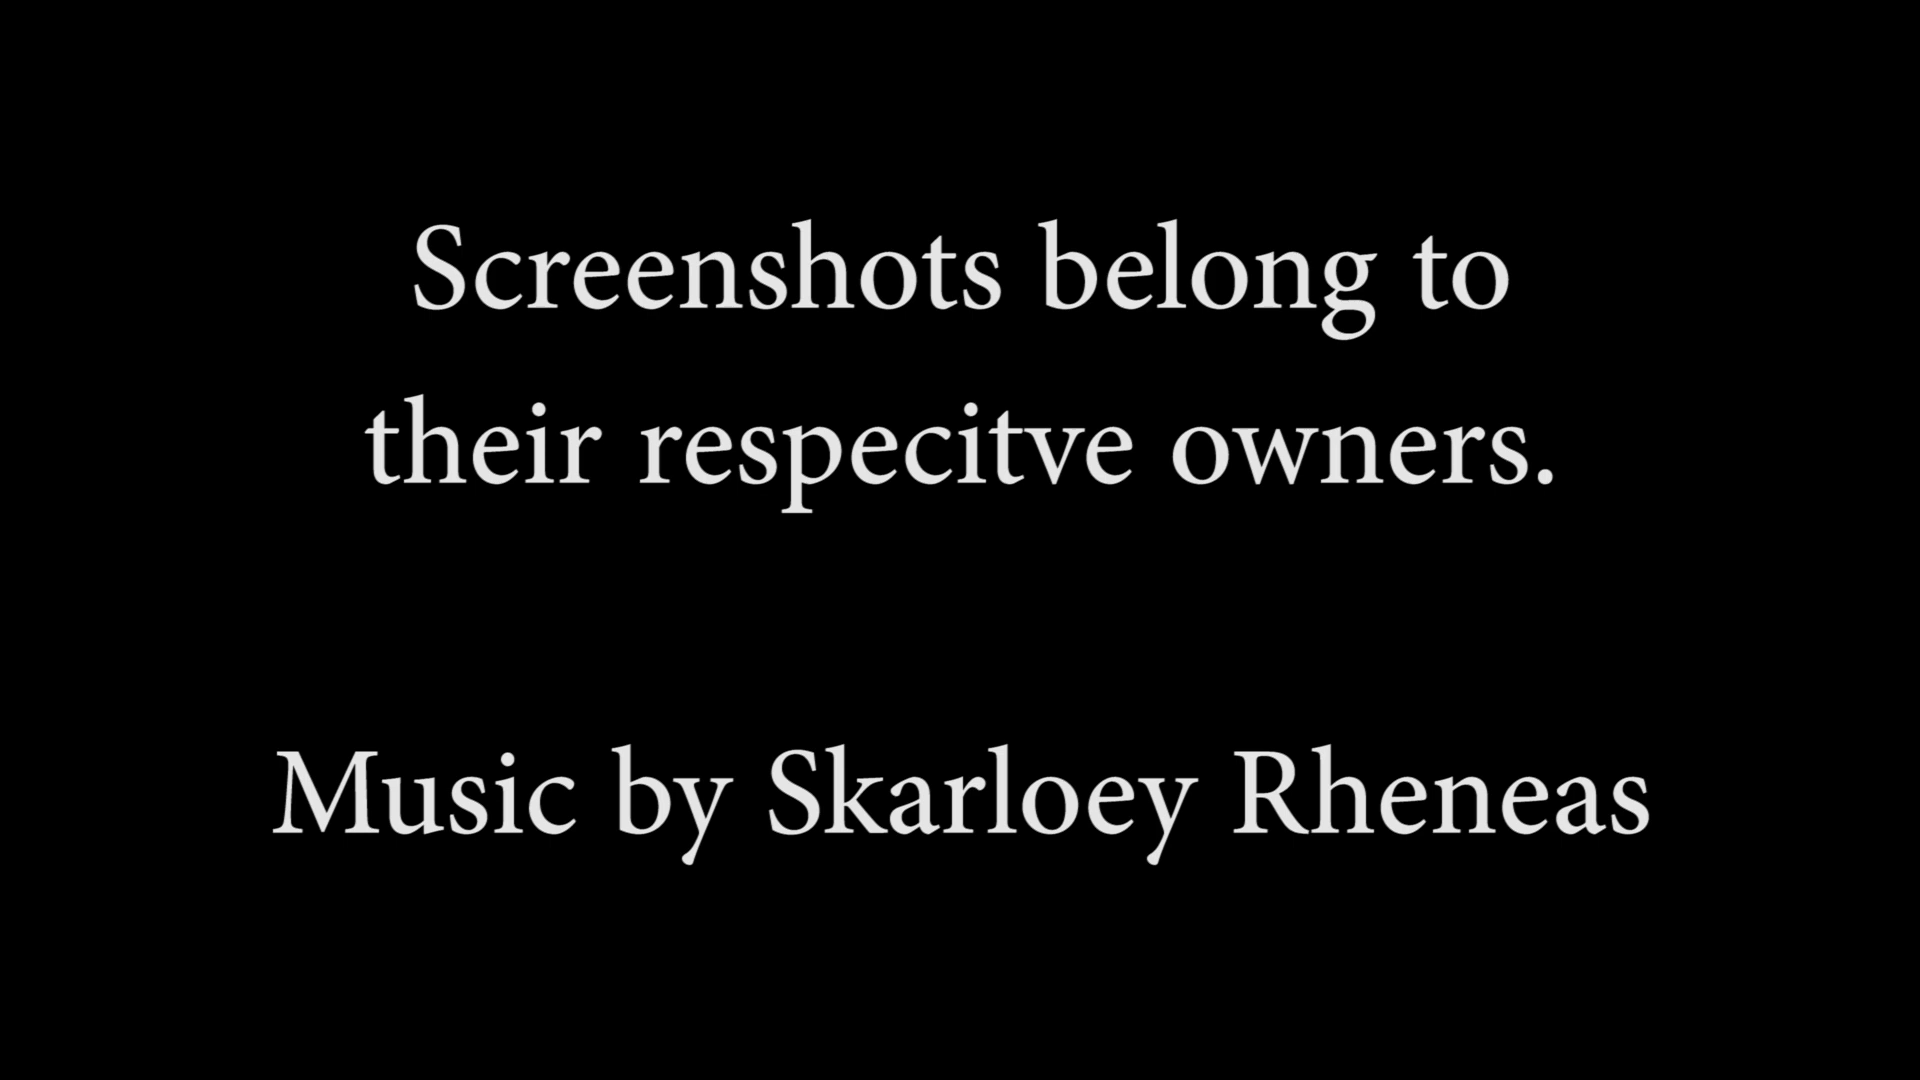 Screenshots belong to
their respecitve owners.
Music by Skarloey Rheneas